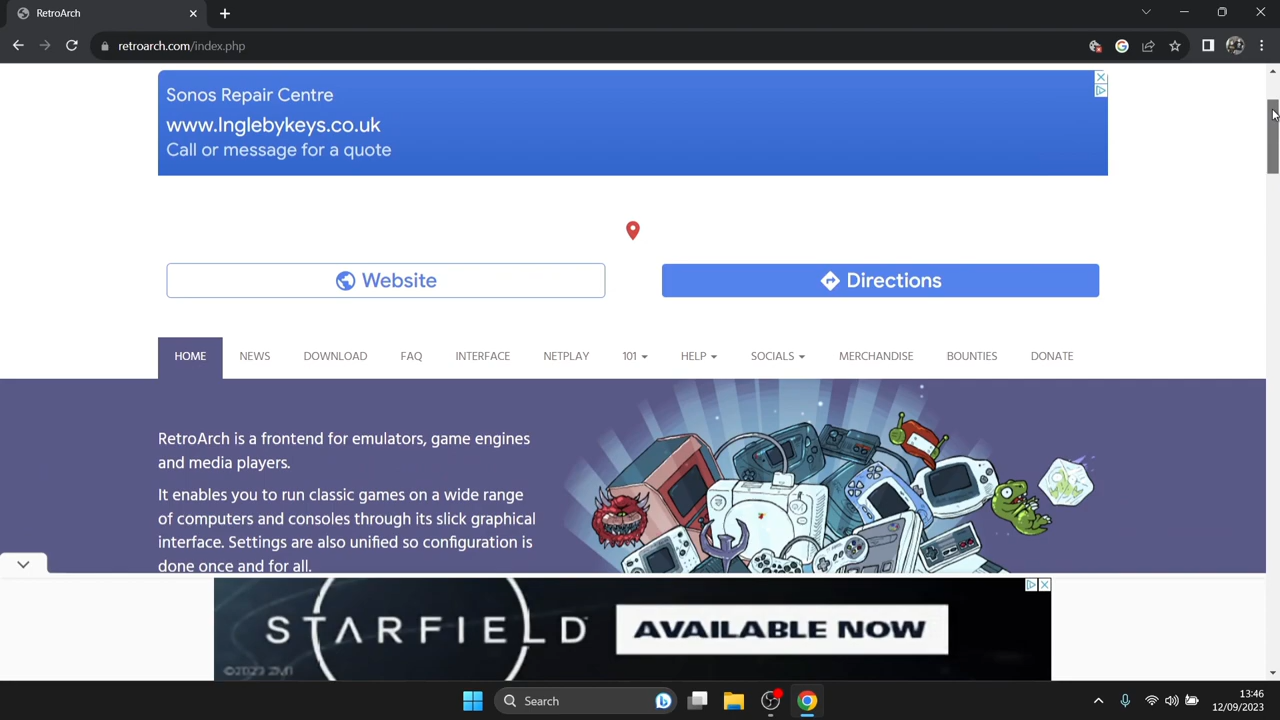 RetroArch
retroarch.com/index.php
Sonos Repair Centre
www.lnglebykeys.co.uk
Call or message for a quote
Website
Directions
HOME NEWS DOWNLOAD FAQ INTERFACE NETPLAY 101 HELP SOCIALS MERCHANDISE BOUNTIES DONATE
RetroArch is a frontend for emulators, game engines
and media players.
It enables you to run classic games on a wide range
of computers and consoles through its slick graphical
interface. Settings are also unified so configuration is
done once and for all.
STARFIELD
AVAILABLE NOW
Search
13:46
12/09/2023